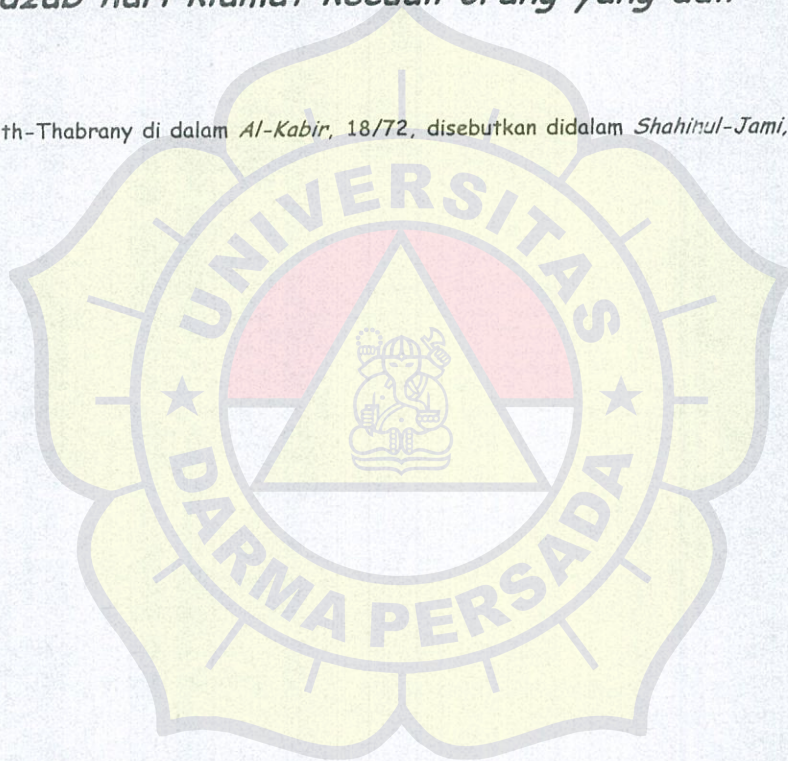 hari kiamat kecuali orang yang
th-Thabrany di dalam Al-Kabir, 18/72, disebutkan didalam Shahihul-Jami,
UNIVERSITAS
DARMA PERSADA